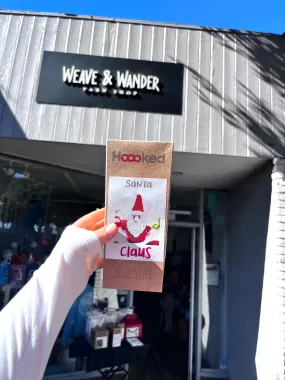 WEAVE & WANDER
YARN SHOP
Hoooked
SANTA
CLAUS